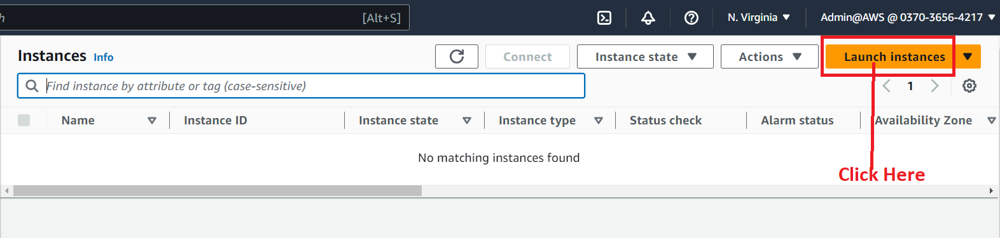 [Alt+S]
N. Virginia
Admin@AWS @ 0370-3656-4217
Instances Info
Connect
Instance state
Actions
Launch instances
Find instance by attribute or tag (case-sensitive)
1
Name
Instance ID
Instance state
Instance type
Status check
Alarm status
Availability Zone
No matching instances found
Click Here